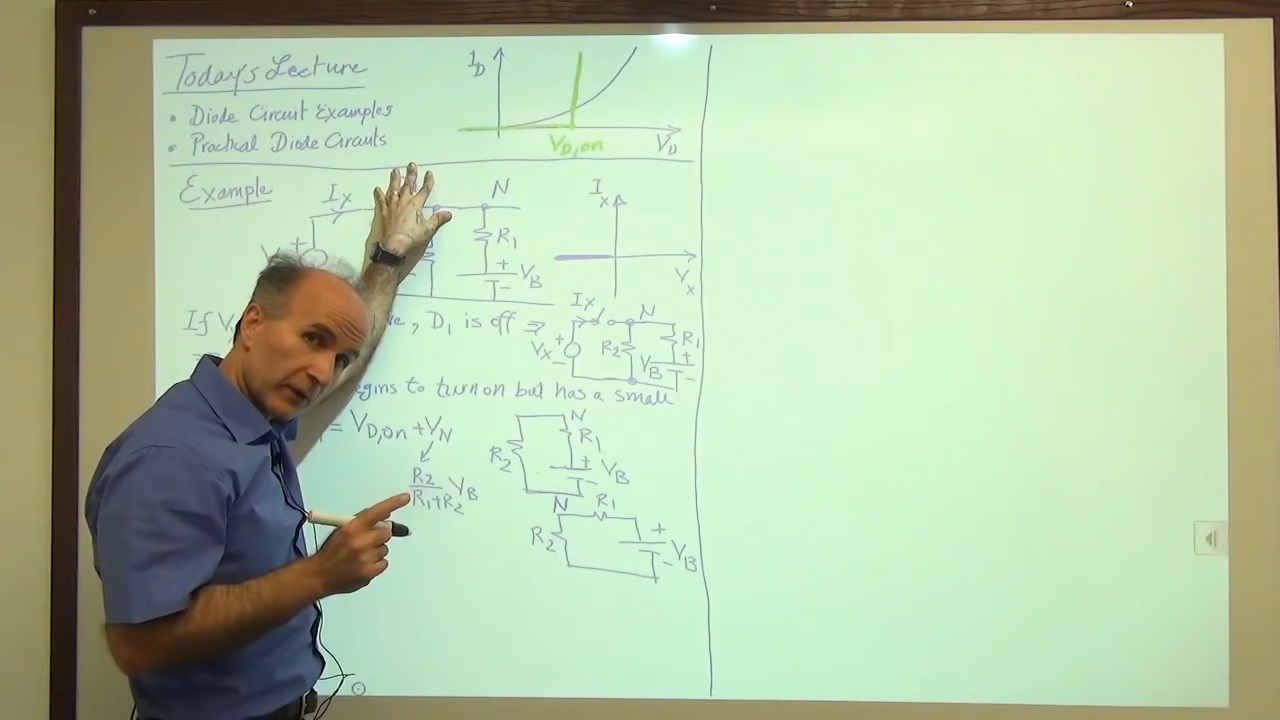 Today's Lecture
• Diode Circuit Examples
• Practical Diode Circuits
I_D
V_D,on
V_D
Example
I_X
N
R_1
+
V_B
-
+
I_X
V_X
If V
, D_1 is off ⇒
I_X
N
V_X
+
-
R_2
R_1
V_B
+
-
egins to turn on but has a small
= V_D,on + V_N
R_2
R_1+R_2
V_B
N
R_1
R_2
+
V_B
-
N
R_1
R_2
+
V_B
-